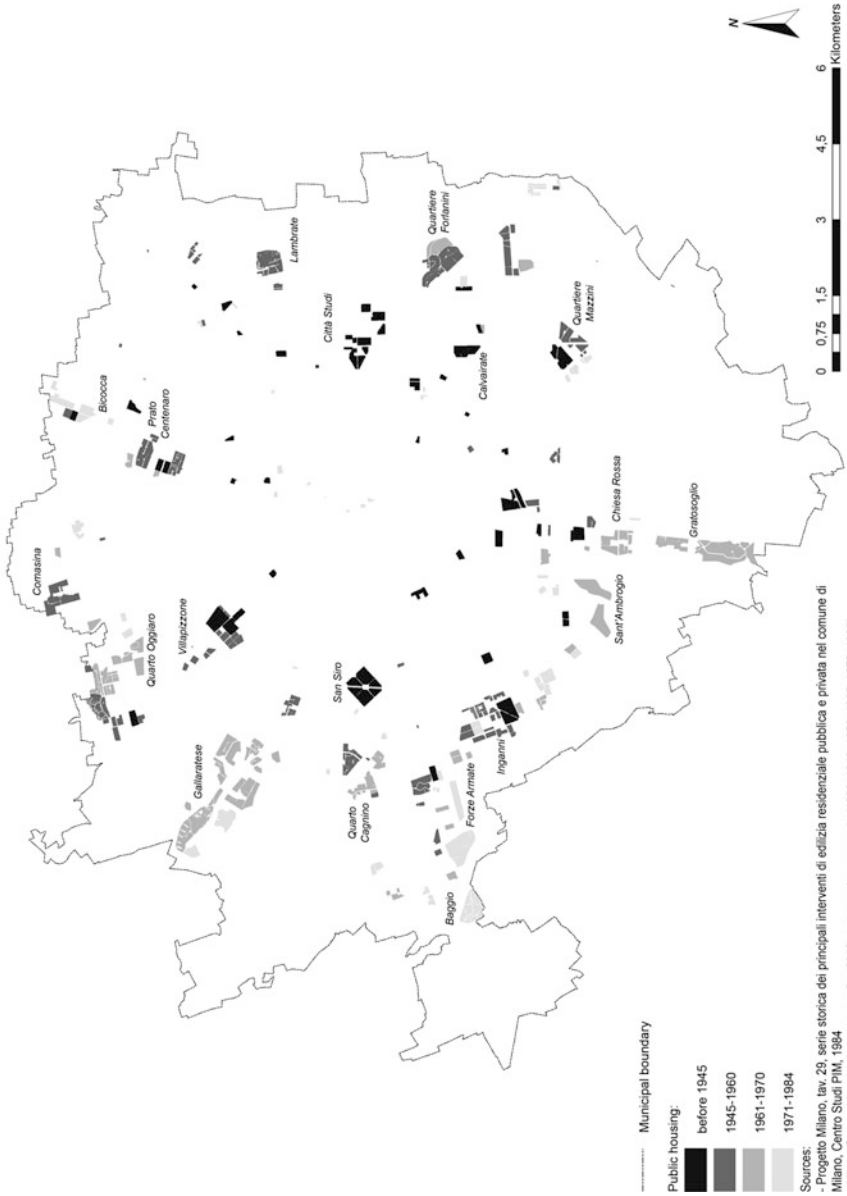 N
Comasina
Bicocca
Prato
Centenaro
Quarto Oggiaro
Villapizzone
Lambrate
Gallaratese
Città Studi
San Siro
Quarto
Cagnino
Quartiere
Forlanini
Calvairate
Forze Armate
Baggio
Inganni
Quartiere
Mazzini
Chiesa Rossa
Sant'Ambrogio
Gratosoglio
Municipal boundary
Public housing:
before 1945
1945-1960
1961-1970
1971-1984
0 0,75 1,5 3 4,5 6
Kilometers
Sources:
- Progetto Milano, tav. 29, serie storica dei principali interventi di edilizia residenziale pubblica e privata nel comune di
Milano, Centro Studi PIM, 1984